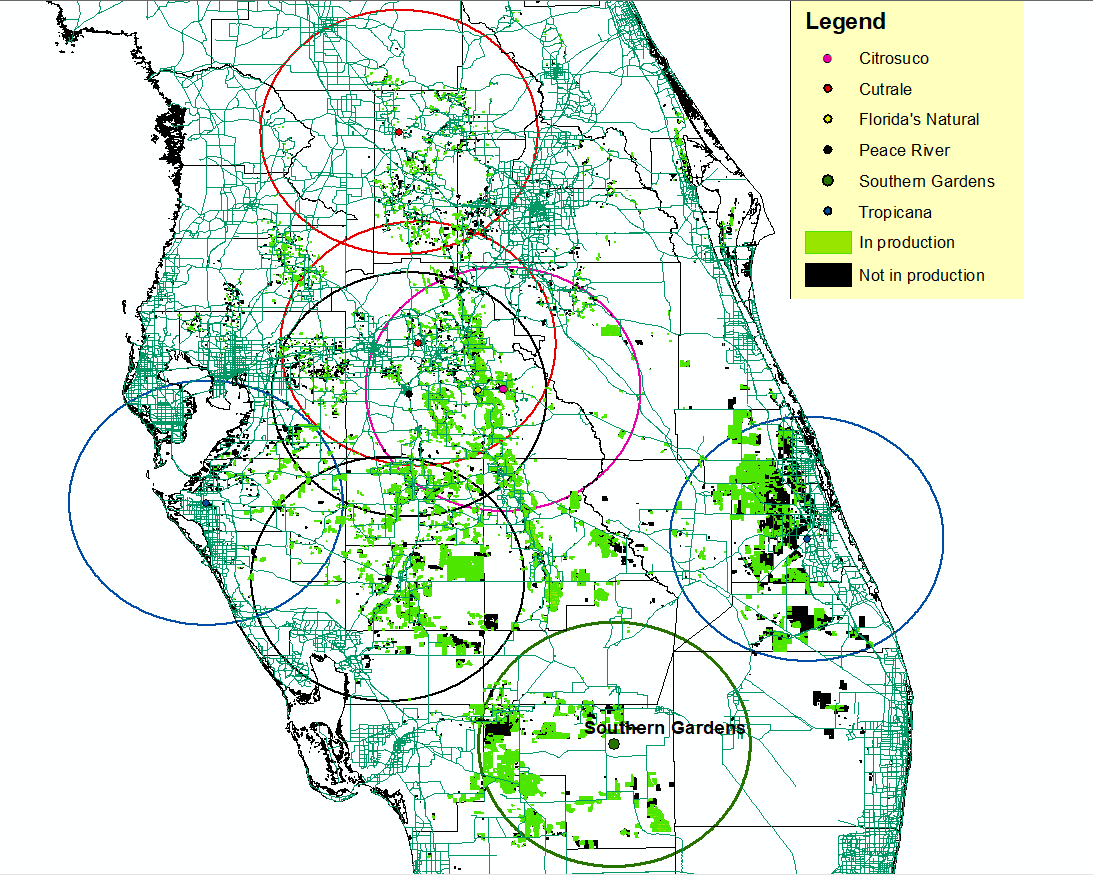 Legend
Citrosuco
Cutrale
Florida's Natural
Peace River
Southern Gardens
Tropicana
In production
Not in production
Southern Gardens